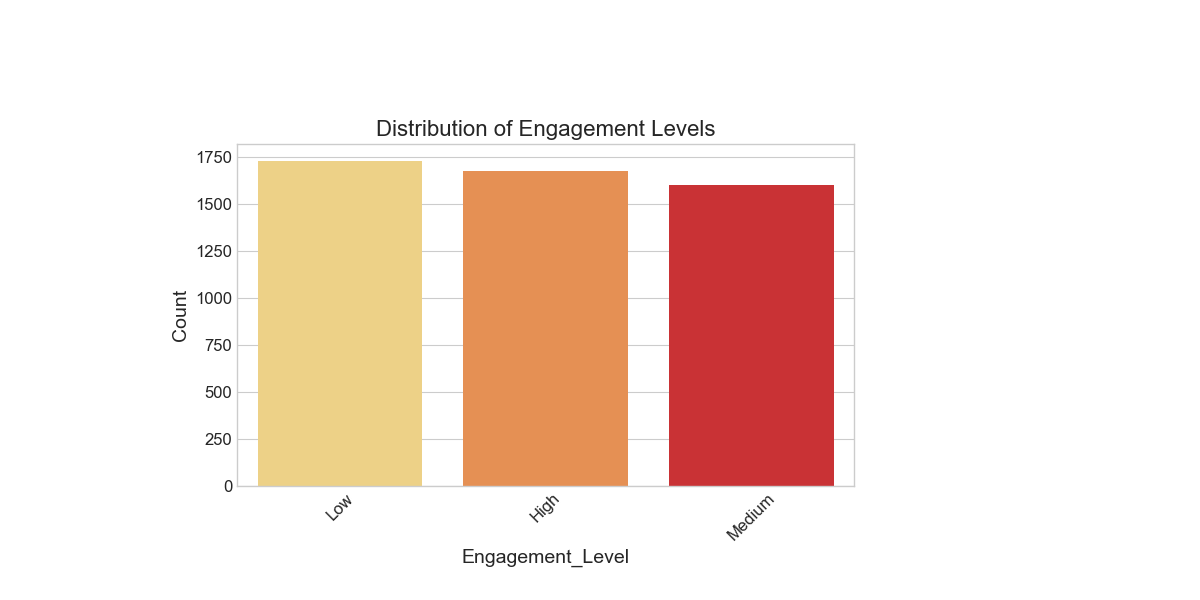 Distribution of Engagement Levels
1750
1500
1250
1000
750
500
250
0
Count
Low
High
Medium
Engagement_Level